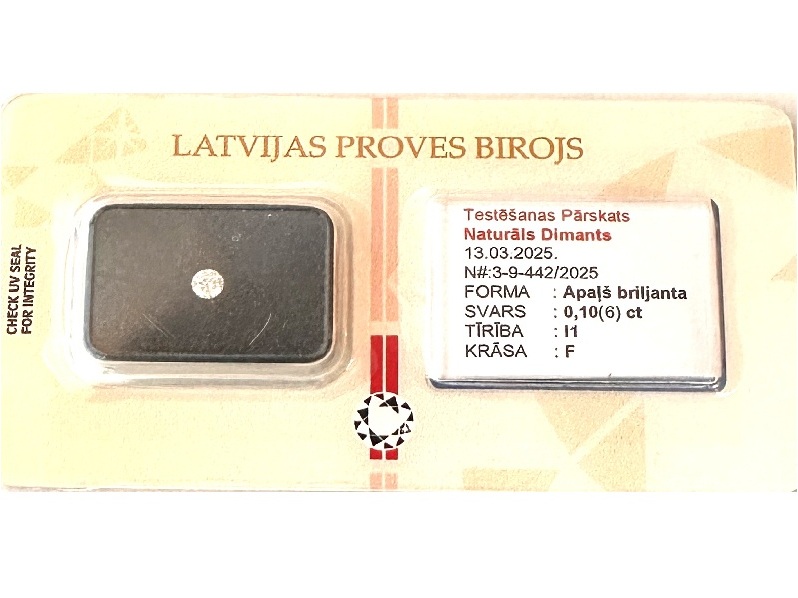 LATVIJAS PROVES BIROJS
CHECK UV SEAL
FOR INTEGRITY
Testēšanas Pārskats
Naturāls Dimants
13.03.2025.
N#:3-9-442/2025
FORMA : Apaļš briljanta
SVARS : 0,10(6) ct
TĪRĪBA : I1
KRĀSA : F